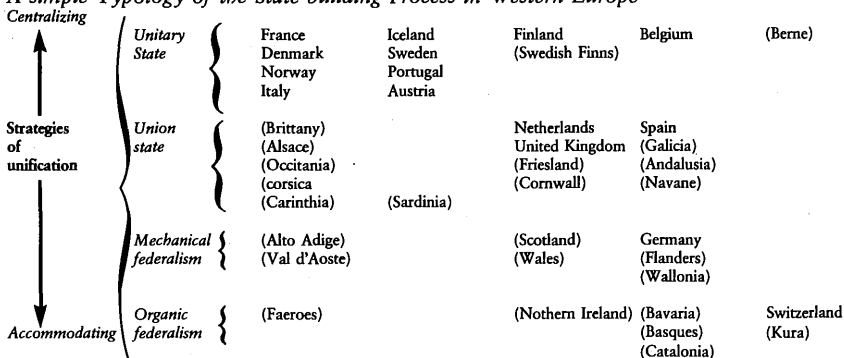 A simple Typology of the state-building Process in Western Europe
Centralizing
Unitary France Iceland Finland Belgium (Berne)
State Denmark Sweden (Swedish Finns)
Norway Portugal
Italy Austria
Strategies Union (Brittany) Netherlands Spain
of state (Alsace) United Kingdom (Galicia)
unification (Occitania) (Friesland) (Andalusia)
(corsica (Cornwall) (Navane)
(Carinthia) (Sardinia)
Mechanical (Alto Adige) (Scotland) Germany
federalism (Val d'Aoste) (Wales) (Flanders)
(Wallonia)
Organic (Faeroes) (Nothern Ireland) (Bavaria) Switzerland
Accommodating federalism (Basques) (Kura)
(Catalonia)